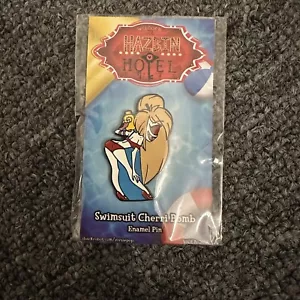 HAZBIN
HOTEL
Swimsuit Cherri Bomb
Enamel Pin